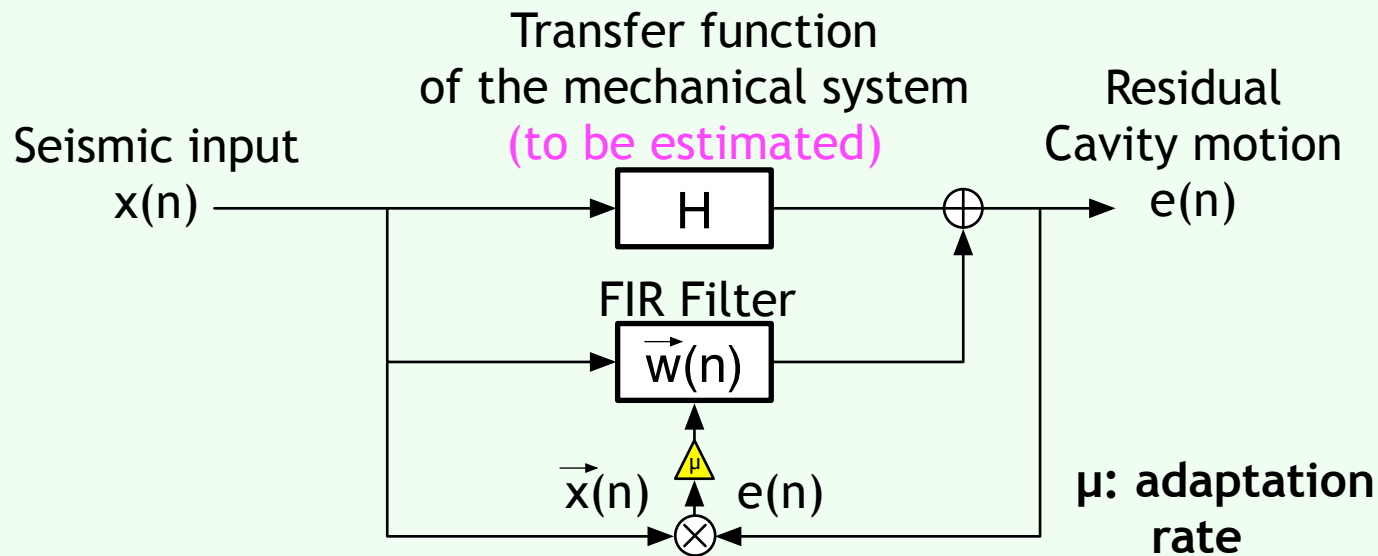 Transfer function
of the mechanical system
(to be estimated)
Residual
Cavity motion
e(n)
Seismic input
x(n)
H
FIR Filter
w(n)
μ
x(n)
e(n)
μ: adaptation
rate